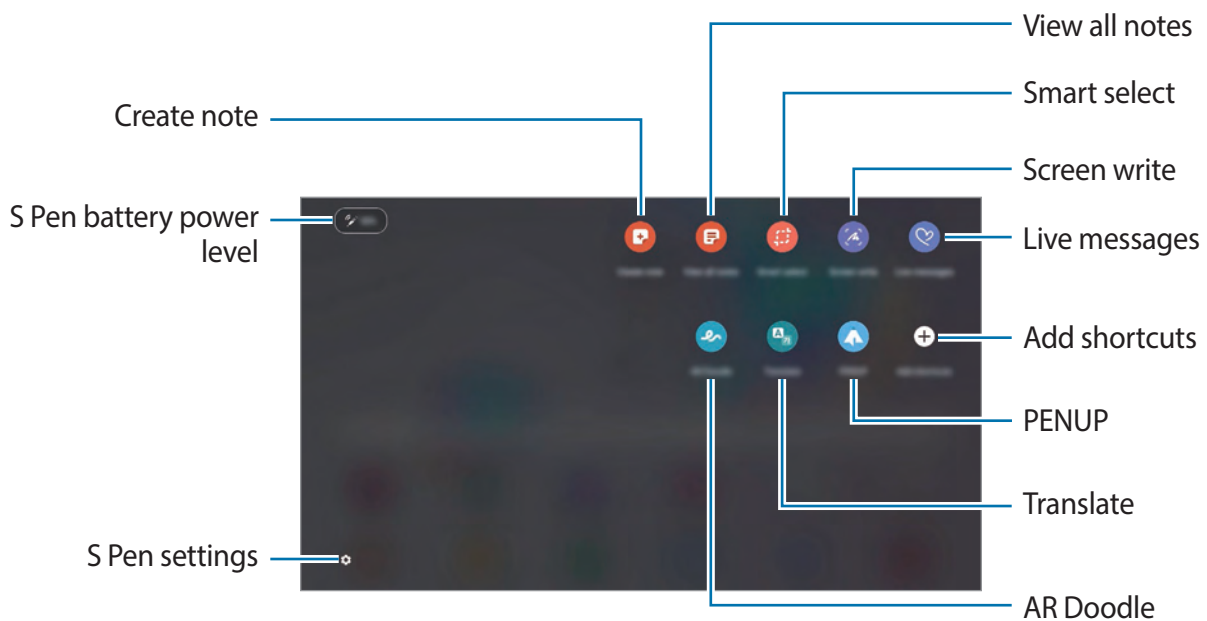 View all notes
Create note
Smart select
Screen write
S Pen battery power
level
Live messages
Add shortcuts
PENUP
Translate
S Pen settings
AR Doodle